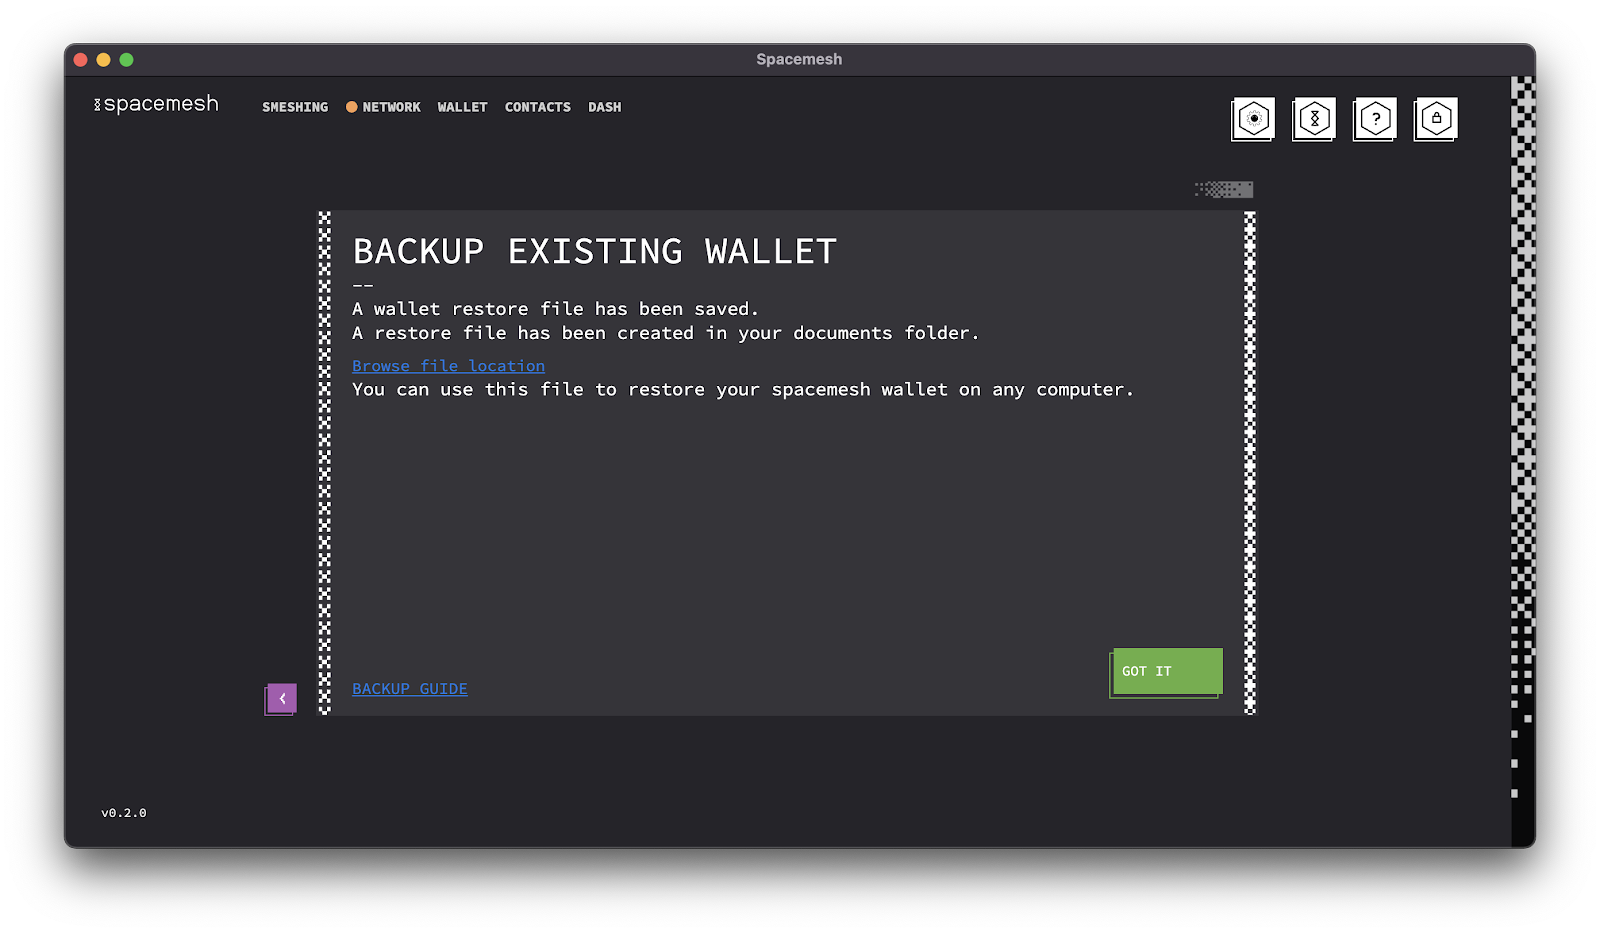 Spacemesh
spacemesh
SMESHING NETWORK WALLET CONTACTS DASH
?
BACKUP EXISTING WALLET
--
A wallet restore file has been saved.
A restore file has been created in your documents folder.
Browse file location
You can use this file to restore your spacemesh wallet on any computer.
GOT IT
BACKUP GUIDE
v0.2.0